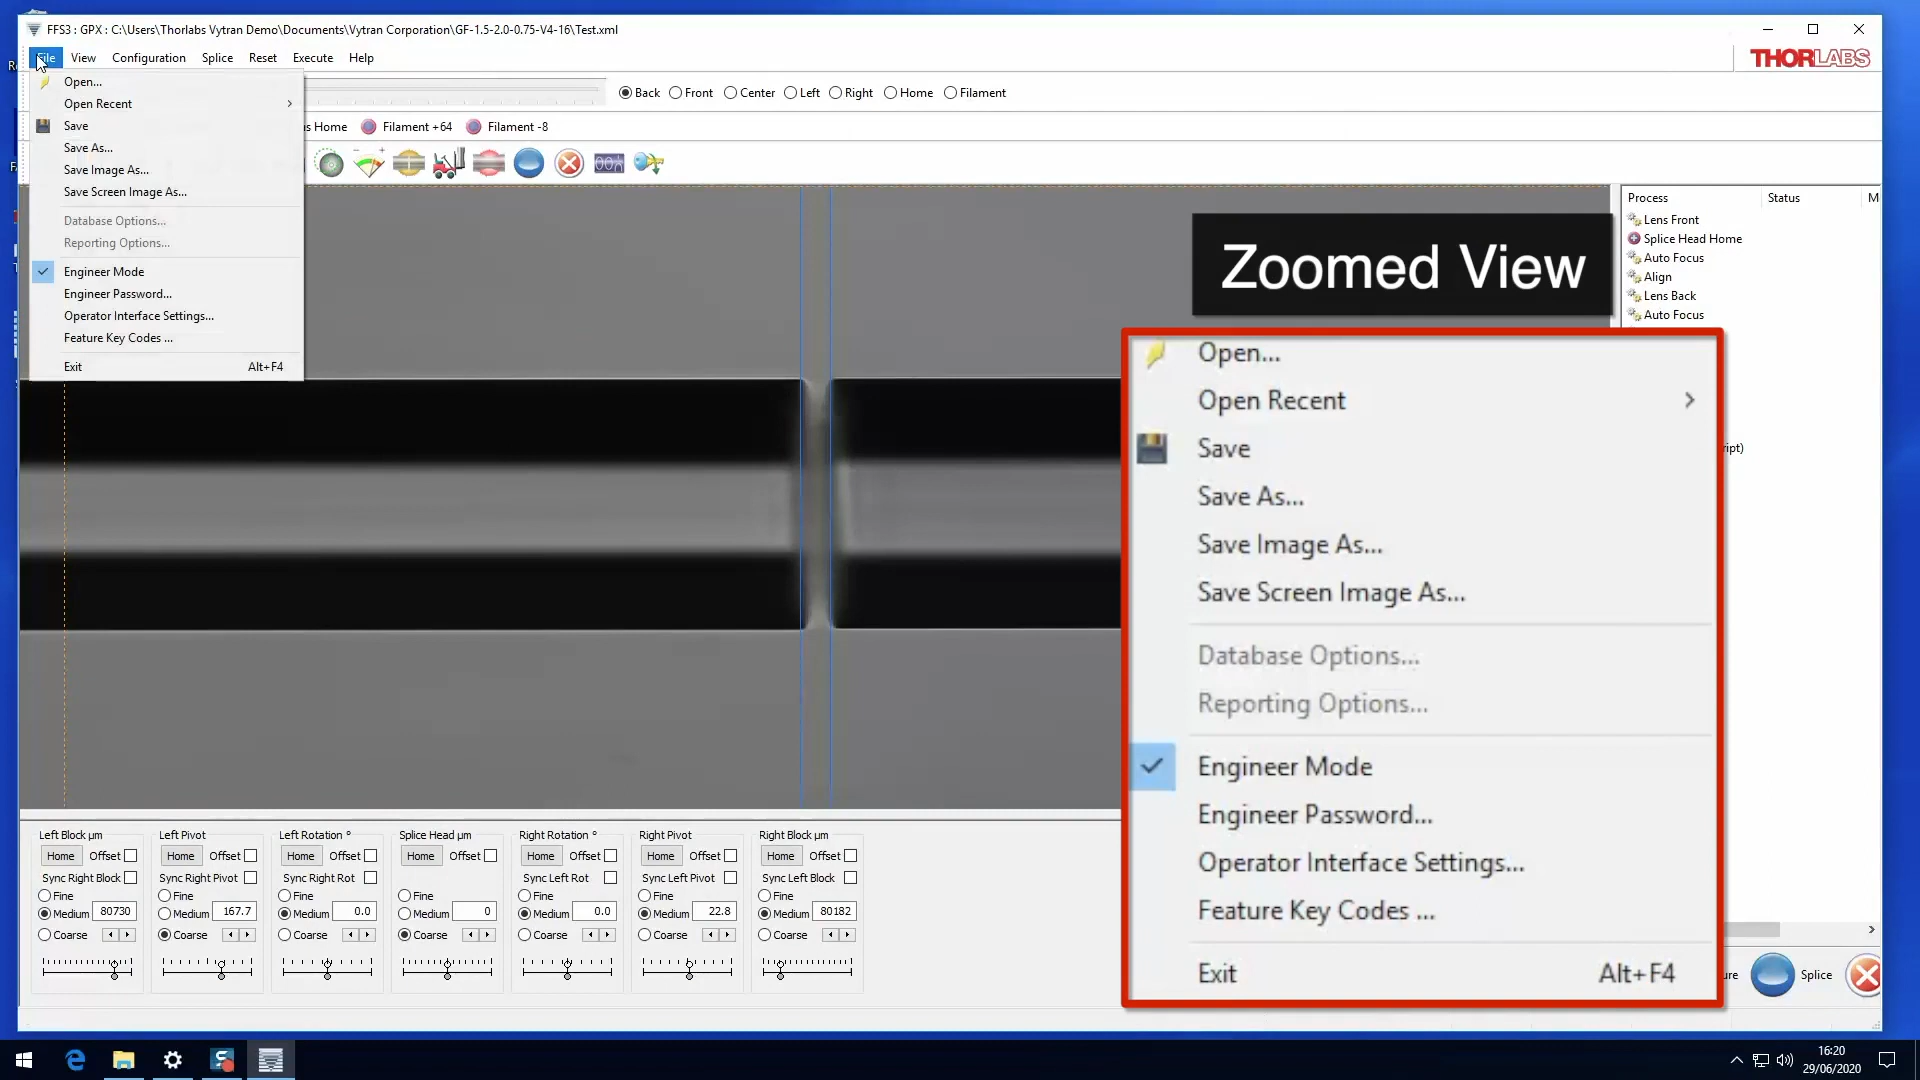 FFS3 : GPX : C:\Users\Thorlabs Vytran Demo\Documents\Vytran Corporation\GF-1.5-2.0-0.75-V4-16\Test.xml
File View Configuration Splice Reset Execute Help
THORLABS
Open...
Open Recent
Save
Save As...
Save Image As...
Save Screen Image As...
Database Options...
Reporting Options...
Engineer Mode
Engineer Password...
Operator Interface Settings...
Feature Key Codes ...
Exit Alt+F4
Back Front Center Left Right Home Filament
s Home Filament +64 Filament -8
Process Status M
Lens Front
Splice Head Home
Auto Focus
Align
Lens Back
Auto Focus
ript)
Zoomed View
Open...
Open Recent
Save
Save As...
Save Image As...
Save Screen Image As...
Database Options...
Reporting Options...
Engineer Mode
Engineer Password...
Operator Interface Settings...
Feature Key Codes ...
Exit Alt+F4
Left Block µm Left Pivot Left Rotation ° Splice Head µm Right Rotation ° Right Pivot Right Block µm
Home Offset Home Offset Home Offset Home Offset Home Offset Home Offset Home Offset
Sync Right Block Sync Right Pivot Sync Right Rot Sync Left Rot Sync Left Pivot Sync Left Block
Fine Fine Fine Fine Fine Fine Fine
Medium 80730 Medium 167.7 Medium 0.0 Medium 0 Medium 0.0 Medium 22.8 Medium 80182
Coarse Coarse Coarse Coarse Coarse Coarse Coarse
ure Splice
16:20
29/06/2020